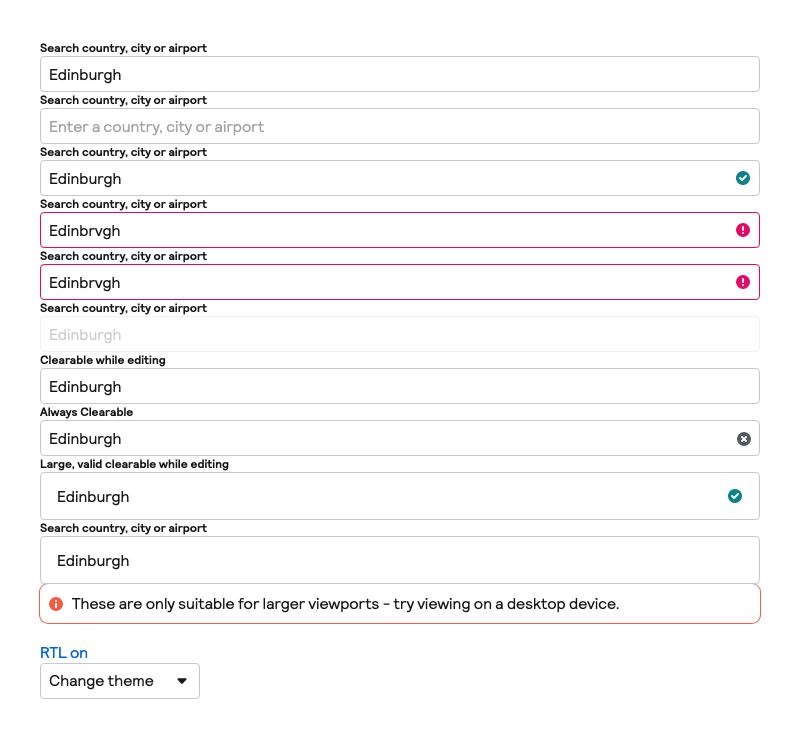 Search country, city or airport
Edinburgh
Search country, city or airport
Enter a country, city or airport
Search country, city or airport
Edinburgh
Search country, city or airport
Edinbrvgh
Search country, city or airport
Edinbrvgh
Search country, city or airport
Edinburgh
Clearable while editing
Edinburgh
Always Clearable
Edinburgh
Large, valid clearable while editing
Edinburgh
Search country, city or airport
Edinburgh
These are only suitable for larger viewports - try viewing on a desktop device.
RTL on
Change theme